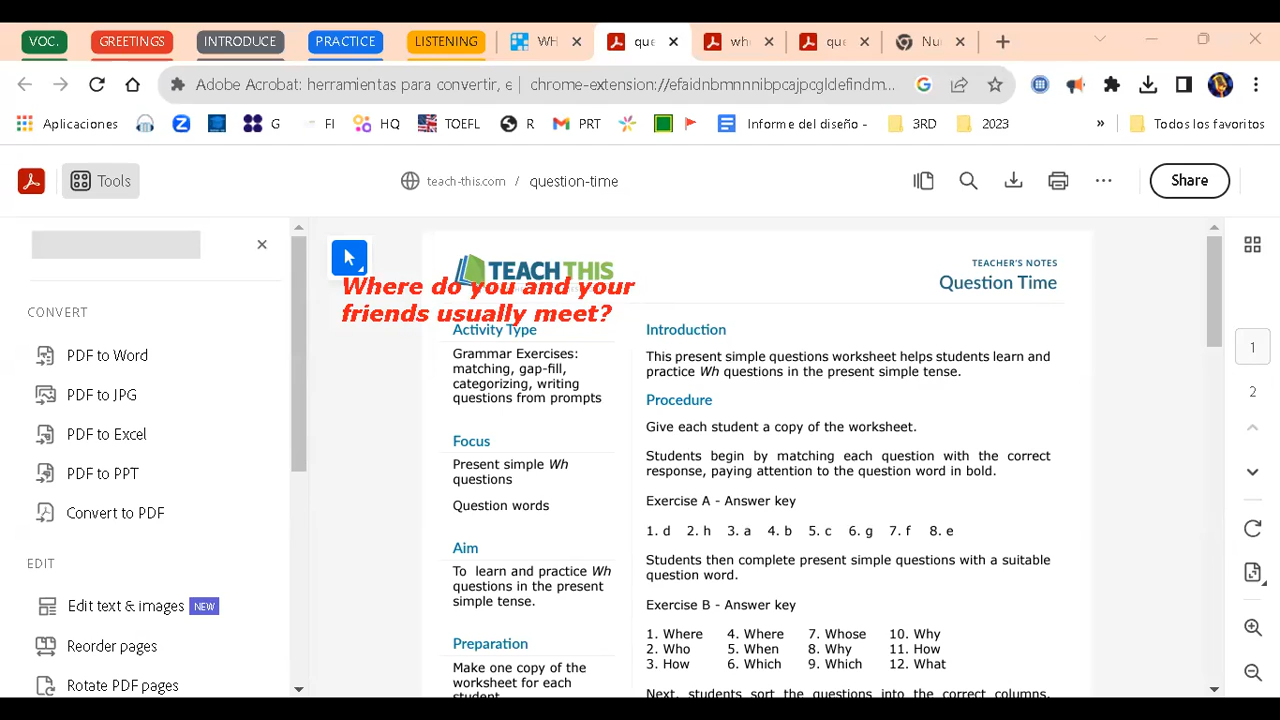 VOC. GREETINGS INTRODUCE PRACTICE LISTENING WH que wh que Nu
Adobe Acrobat: herramientas para convertir, e chrome-extension://efaidnbmnnnibpcajpcglclefindm...
Aplicaciones G FI HQ TOEFL R PRT Informe del diseño - 3RD 2023 » Todos los favoritos
Tools teach-this.com / question-time Share
CONVERT
PDF to Word
PDF to JPG
PDF to Excel
PDF to PPT
Convert to PDF
EDIT
Edit text & images NEW
Reorder pages
Rotate PDF pages
TEACHTHIS
Where do you and your
friends usually meet?
TEACHER'S NOTES
Question Time
Activity Type
Grammar Exercises:
matching, gap-fill,
categorizing, writing
questions from prompts
Focus
Present simple Wh
questions
Question words
Aim
To learn and practice Wh
questions in the present
simple tense.
Preparation
Make one copy of the
worksheet for each
student.
Introduction
This present simple questions worksheet helps students learn and
practice Wh questions in the present simple tense.
Procedure
Give each student a copy of the worksheet.
Students begin by matching each question with the correct
response, paying attention to the question word in bold.
Exercise A - Answer key
1. d 2. h 3. a 4. b 5. c 6. g 7. f 8. e
Students then complete present simple questions with a suitable
question word.
Exercise B - Answer key
1. Where 4. Where 7. Whose 10. Why
2. Who 5. When 8. Why 11. How
3. How 6. Which 9. Which 12. What
Next, students sort the questions into the correct columns,
1
2